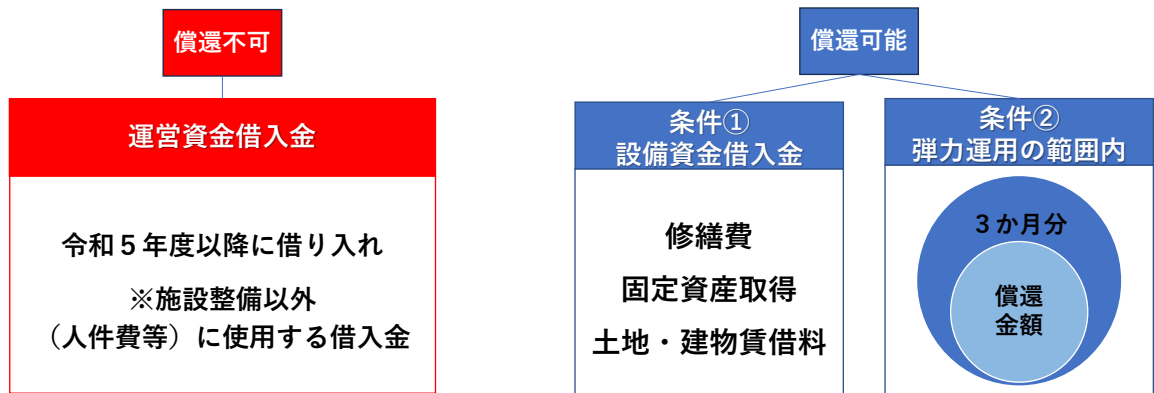 償還不可
運営資金借入金
令和５年度以降に借り入れ
※施設整備以外
（人件費等）に使用する借入金
償還可能
条件①
設備資金借入金
修繕費
固定資産取得
土地・建物賃借料
条件②
弾力運用の範囲内
３か月分
償還
金額